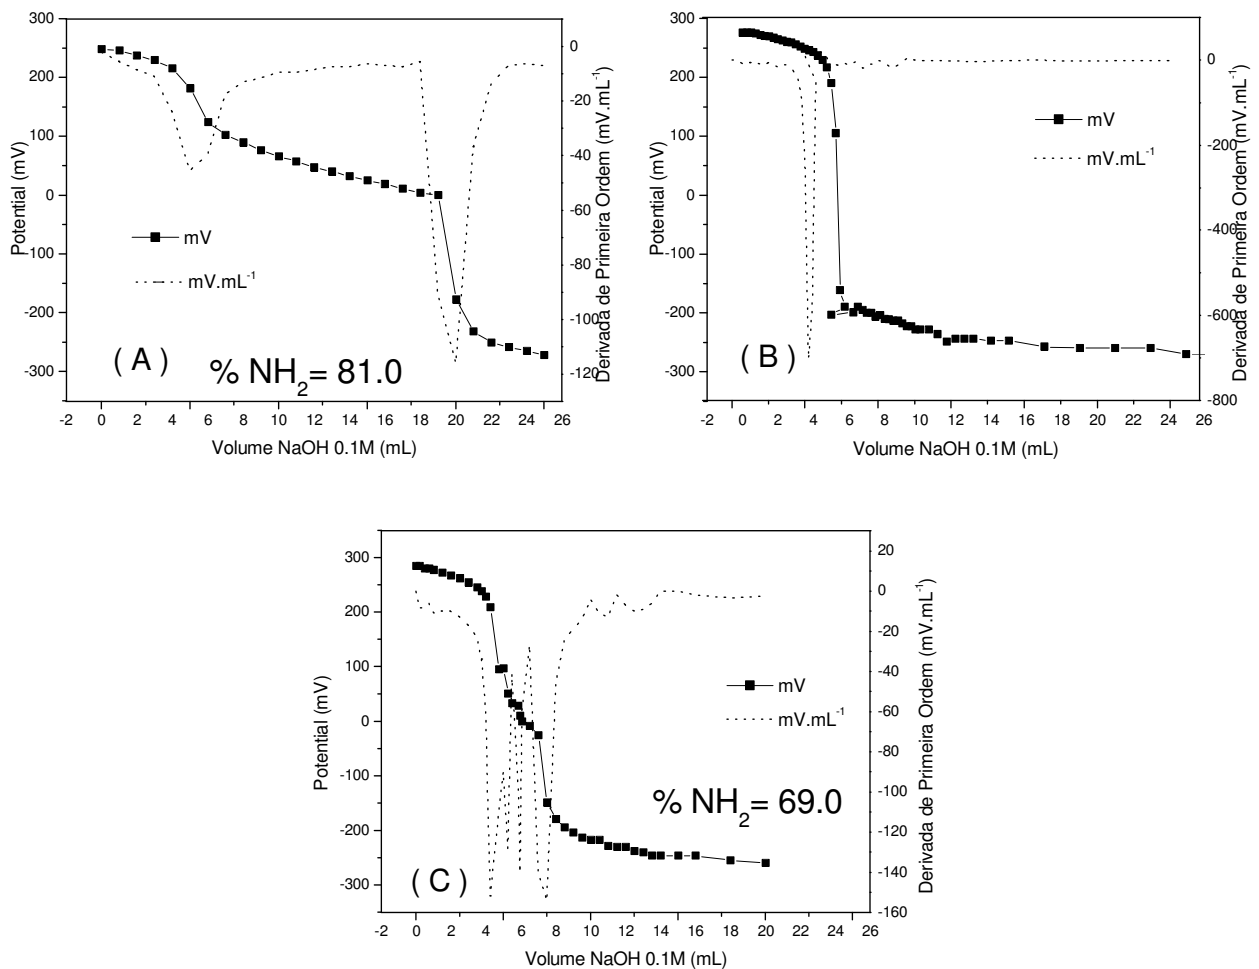 300
200
100
0
-100
-200
-300
Potential (mV)
0
-20
-40
-60
-80
-100
-120
Derivada de Primeira Ordem (mV.mL⁻¹)
mV
mV.mL⁻¹
( A )
% NH₂= 81.0
-2 0 2 4 6 8 10 12 14 16 18 20 22 24 26
Volume NaOH 0.1M (mL)
300
200
100
0
-100
-200
-300
Potential (mV)
0
-200
-400
-600
-800
Derivada de Primeira Ordem (mV.mL⁻¹)
mV
mV.mL⁻¹
( B )
-2 0 2 4 6 8 10 12 14 16 18 20 22 24 26
Volume NaOH 0.1M (mL)
300
200
100
0
-100
-200
-300
Potential (mV)
20
0
-20
-40
-60
-80
-100
-120
-140
-160
Derivada de Primeira Ordem (mV.mL⁻¹)
mV
mV.mL⁻¹
% NH₂= 69.0
( C )
-2 0 2 4 6 8 10 12 14 16 18 20 22 24 26
Volume NaOH 0.1M (mL)